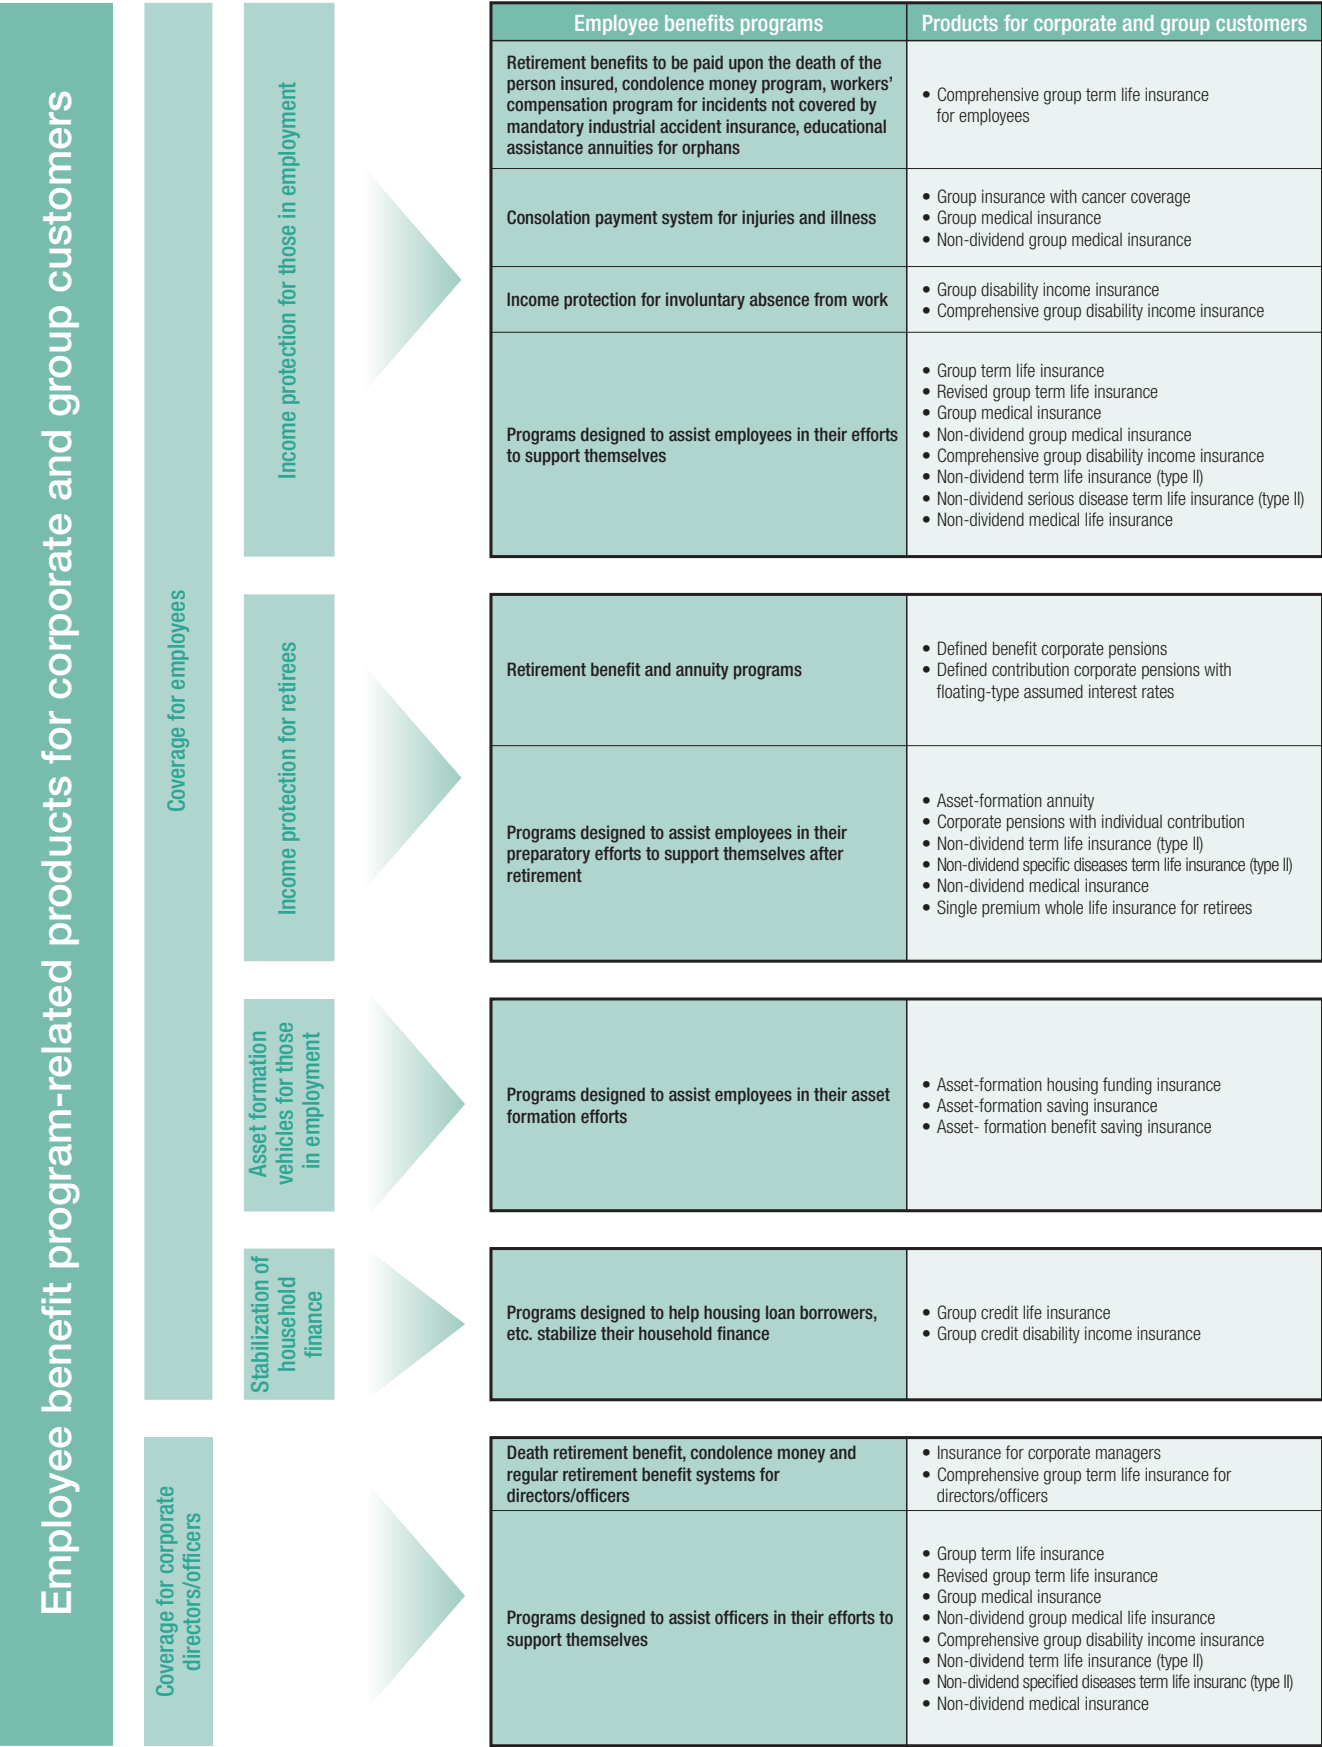 Employee benefit program-related products for corporate and group customers
Coverage for employees
Income protection for those in employment
Employee benefits programs
Products for corporate and group customers
Retirement benefits to be paid upon the death of the
person insured, condolence money program, workers’
compensation program for incidents not covered by
mandatory industrial accident insurance, educational
assistance annuities for orphans
• Comprehensive group term life insurance
for employees
Consolation payment system for injuries and illness
• Group insurance with cancer coverage
• Group medical insurance
• Non-dividend group medical insurance
Income protection for involuntary absence from work
• Group disability income insurance
• Comprehensive group disability income insurance
Programs designed to assist employees in their efforts
to support themselves
• Group term life insurance
• Revised group term life insurance
• Group medical insurance
• Non-dividend group medical insurance
• Comprehensive group disability income insurance
• Non-dividend term life insurance (type II)
• Non-dividend serious disease term life insurance (type II)
• Non-dividend medical life insurance
Income protection for retirees
Retirement benefit and annuity programs
• Defined benefit corporate pensions
• Defined contribution corporate pensions with
floating-type assumed interest rates
Programs designed to assist employees in their
preparatory efforts to support themselves after
retirement
• Asset-formation annuity
• Corporate pensions with individual contribution
• Non-dividend term life insurance (type II)
• Non-dividend specific diseases term life insurance (type II)
• Non-dividend medical insurance
• Single premium whole life insurance for retirees
Asset formation
vehicles for those
in employment
Programs designed to assist employees in their asset
formation efforts
• Asset-formation housing funding insurance
• Asset-formation saving insurance
• Asset- formation benefit saving insurance
Stabilization of
household
finance
Programs designed to help housing loan borrowers,
etc. stabilize their household finance
• Group credit life insurance
• Group credit disability income insurance
Coverage for corporate
directors/officers
Death retirement benefit, condolence money and
regular retirement benefit systems for
directors/officers
• Insurance for corporate managers
• Comprehensive group term life insurance for
directors/officers
Programs designed to assist officers in their efforts to
support themselves
• Group term life insurance
• Revised group term life insurance
• Group medical insurance
• Non-dividend group medical life insurance
• Comprehensive group disability income insurance
• Non-dividend term life insurance (type II)
• Non-dividend specified diseases term life insuranc (type II)
• Non-dividend medical insurance